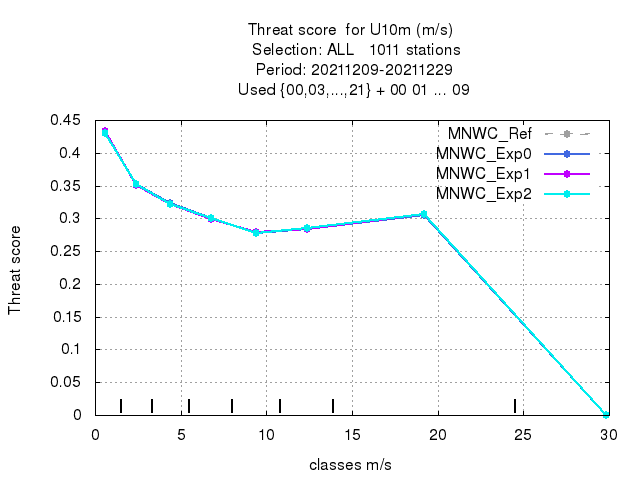 Threat score  for U10m (m/s)
Selection: ALL   1011 stations
Period: 20211209-20211229
Used {00,03,...,21} + 00 01 ... 09
MNWC_Ref
MNWC_Exp0
MNWC_Exp1
MNWC_Exp2
0.45
0.4
0.35
0.3
0.25
0.2
0.15
0.1
0.05
0
Threat score
0 5 10 15 20 25 30
classes m/s